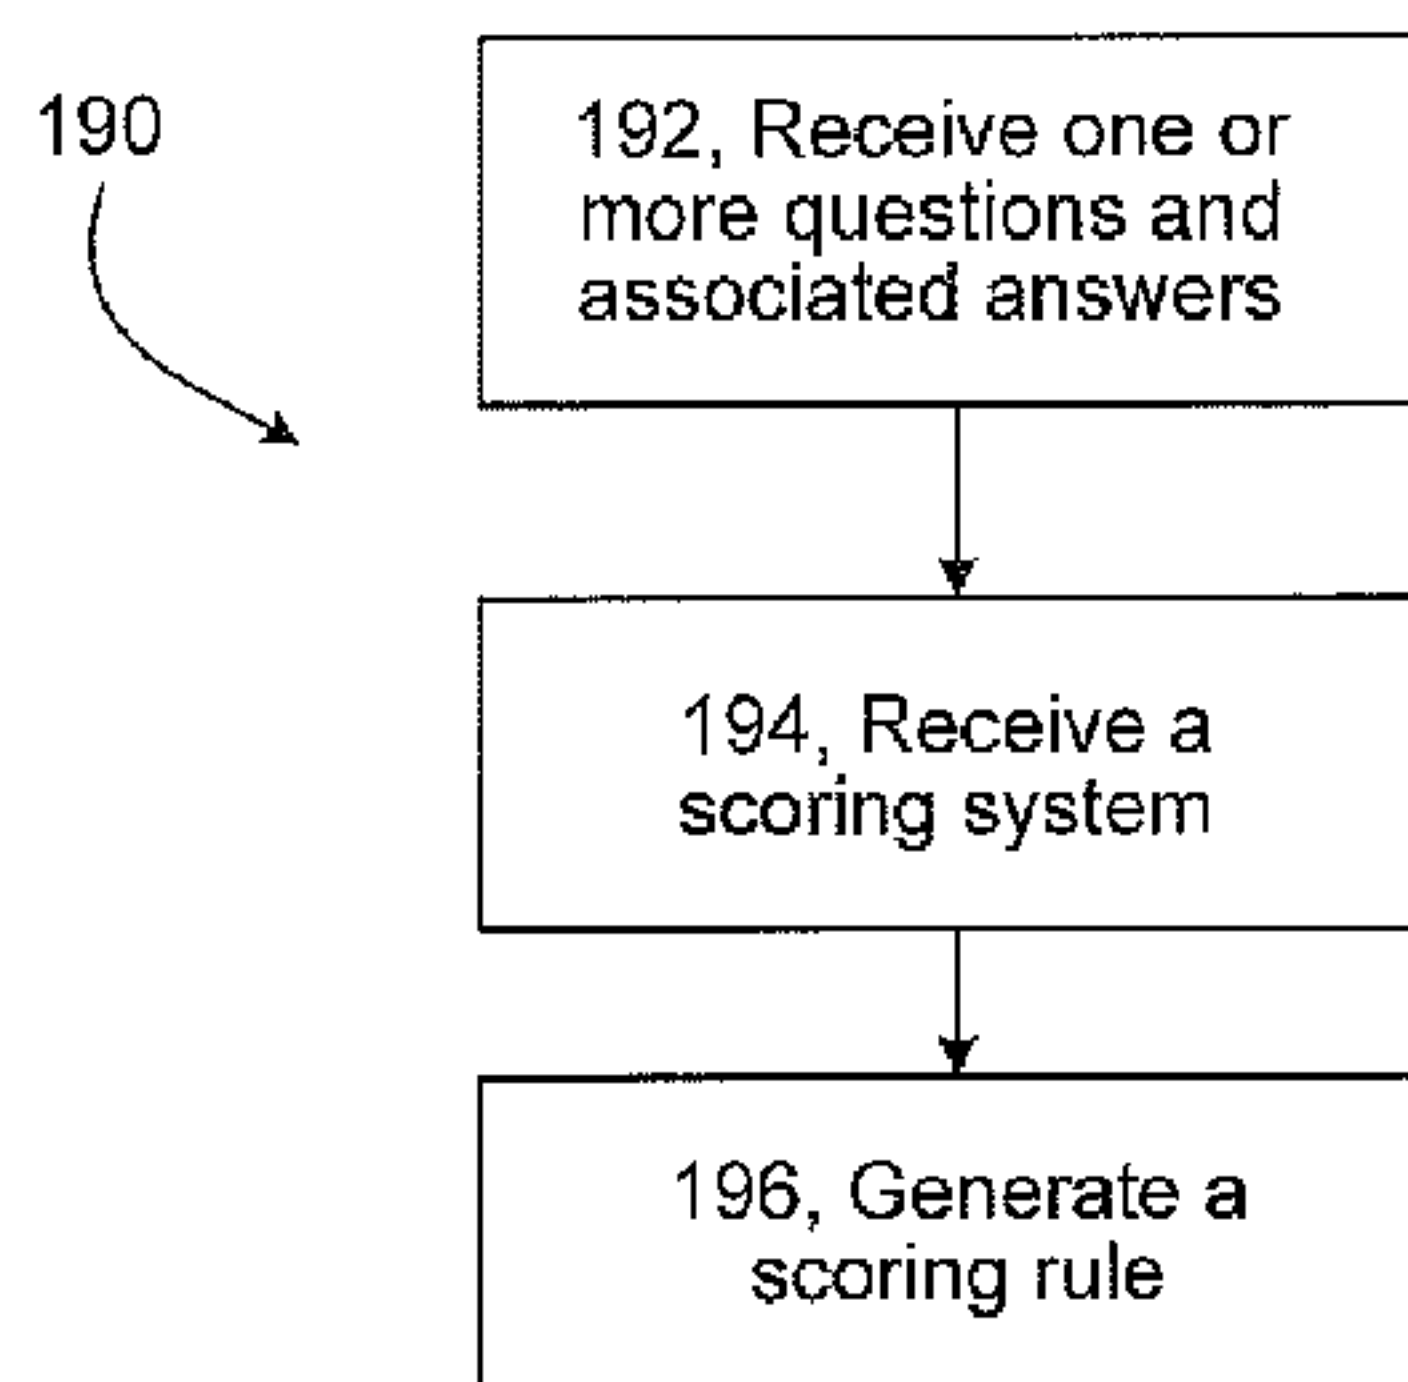 190
192, Receive one or
more questions and
associated answers
194, Receive a
scoring system
196, Generate a
scoring rule